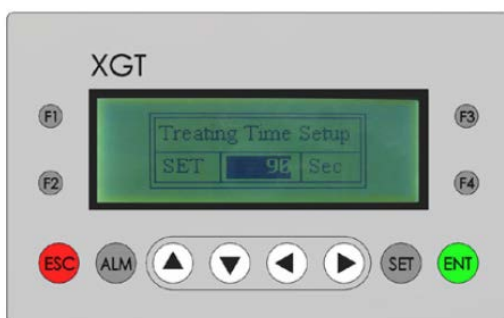 XGT
F1
F3
Treating Time Setup
SET 90 Sec
F2
F4
ESC ALM SET ENT